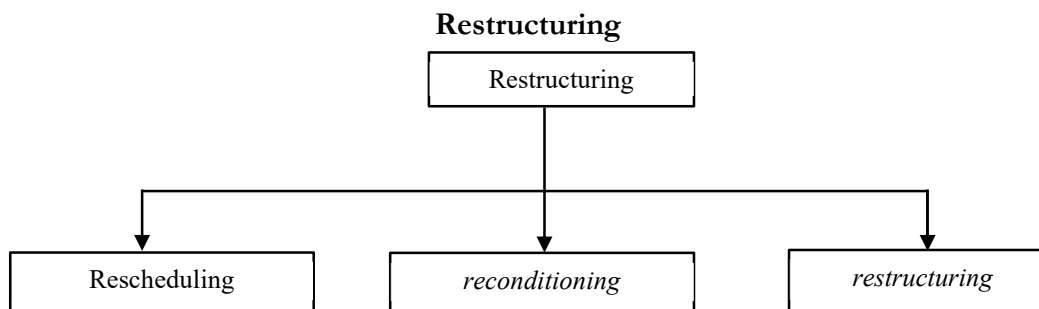 Restructuring
Restructuring
Rescheduling
reconditioning
restructuring